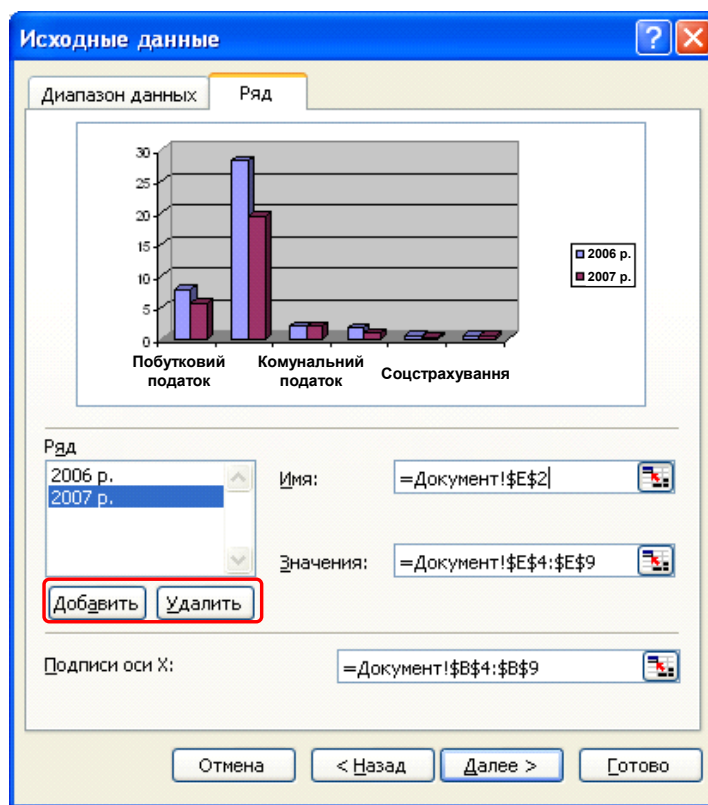 Исходные данные
Диапазон данных Ряд
30
25
20
15
10
5
0
2006 р.
2007 р.
Побутковий податок
Комунальний податок
Соцстрахування
Ряд
2006 р.
2007 р.
Имя: =Документ!$E$2
Значения: =Документ!$E$4:$E$9
Добавить Удалить
Подписи оси X: =Документ!$B$4:$B$9
Отмена < Назад Далее > Готово